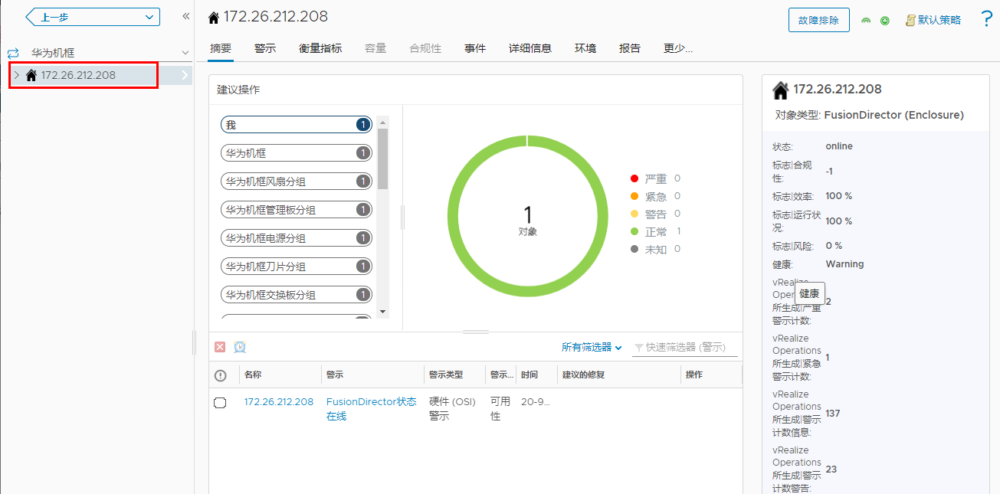 上一步
华为机框
172.26.212.208
172.26.212.208
故障排除
默认策略
?
摘要 警示 衡量指标 容量 合规性 事件 详细信息 环境 报告 更少...
建议操作
我 1
华为机框 1
华为机框风扇分组 1
华为机框管理板分组 1
华为机框电源分组 1
华为机框刀片分组 1
华为机框交换板分组 1
1
对象
严重 0
紧急 0
警告 0
正常 1
未知 0
所有筛选器
快速筛选器 (警示)
名称 警示 警示类型 警示... 时间 建议的修复 操作
172.26.212.208 FusionDirector状态 硬件 (OSI) 可用 20-9...
在线 警示 性
172.26.212.208
对象类型: FusionDirector (Enclosure)
状态: online
标志|合规
性: -1
标志|效率: 100 %
标志|运行状
况: 100 %
标志|风险: 0 %
健康: Warning
健康
Operations
所生成|严重 2
警示计数:
vRealize
Operations
所生成|紧急 1
警示计数:
vRealize
Operations
所生成|警示 137
计数信息:
vRealize
Operations
所生成|警示 23
计数警告: